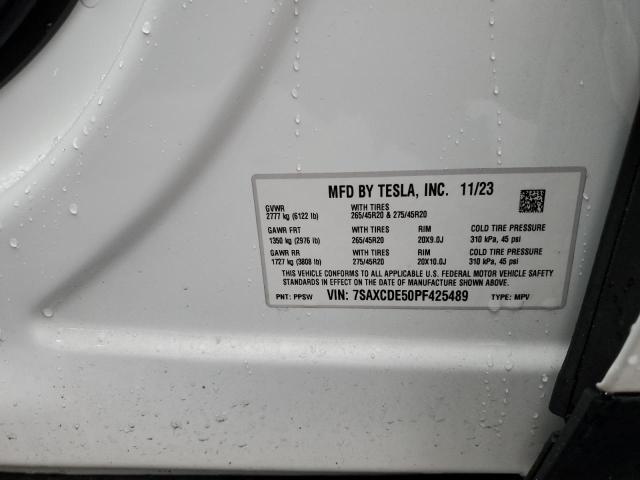 MFD BY TESLA, INC. 11/23
GVWR WITH TIRES
2777 kg (6122 lb) 265/45R20 & 275/45R20
GAWR FRT WITH TIRES RIM COLD TIRE PRESSURE
1350 kg (2976 lb) 265/45R20 20X9.0J 310 kPa, 45 psi
GAWR RR WITH TIRES RIM COLD TIRE PRESSURE
1727 kg (3808 lb) 275/45R20 20X10.0J 310 kPa, 45 psi
THIS VEHICLE CONFORMS TO ALL APPLICABLE U.S. FEDERAL MOTOR VEHICLE SAFETY
STANDARDS IN EFFECT ON THE DATE OF MANUFACTURE SHOWN ABOVE.
PNT: PPSW VIN: 7SAXCDE50PF425489 TYPE: MPV